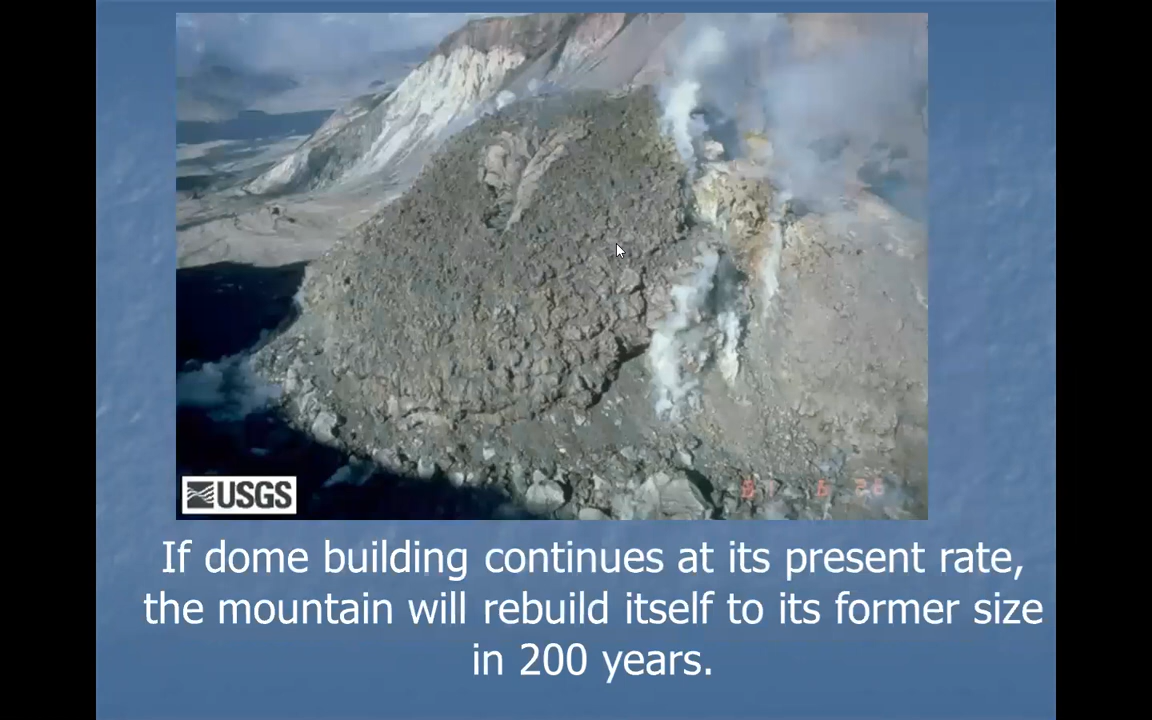 USGS
If dome building continues at its present rate,
the mountain will rebuild itself to its former size
in 200 years.